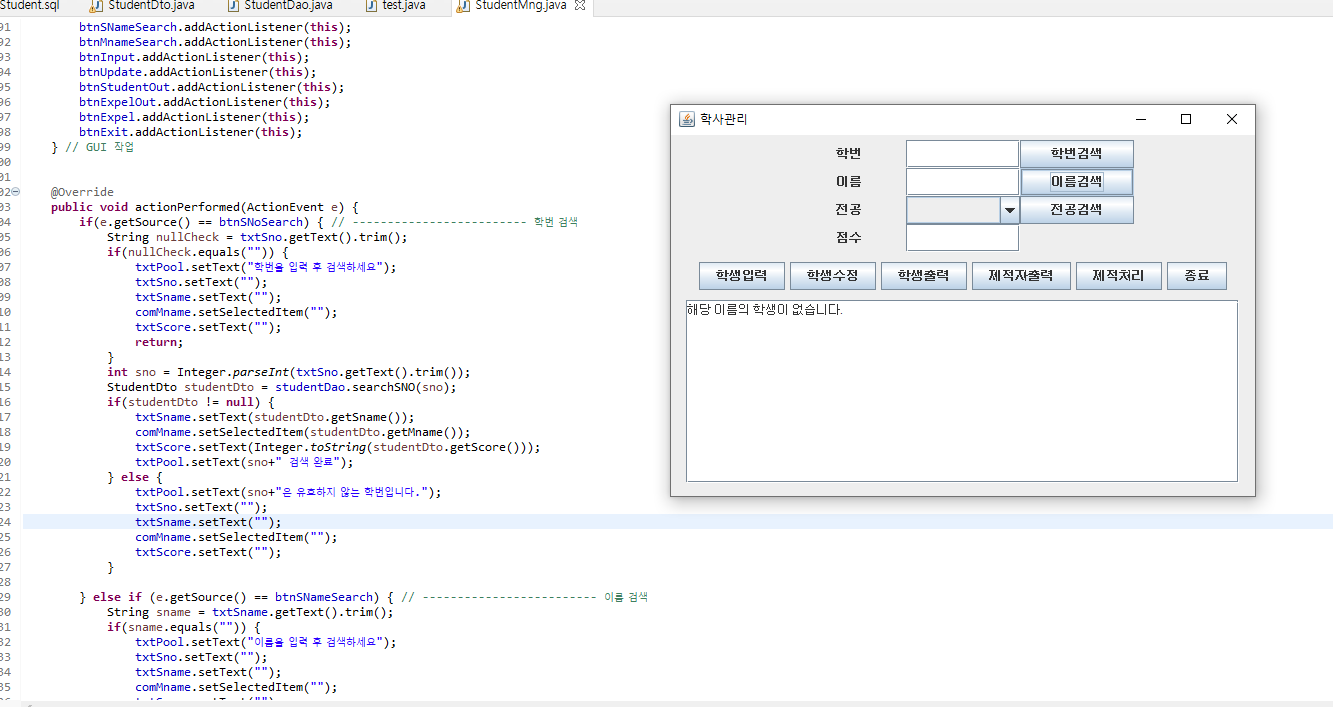 Student.sql StudentDto.java StudentDao.java test.java StudentMng.java
91 btnSNameSearch.addActionListener(this);
92 btnMnameSearch.addActionListener(this);
93 btnInput.addActionListener(this);
94 btnUpdate.addActionListener(this);
95 btnStudentOut.addActionListener(this);
96 btnExpelOut.addActionListener(this);
97 btnExpel.addActionListener(this);
98 btnExit.addActionListener(this);
99 } // GUI 작업
00
01
02 @Override
03 public void actionPerformed(ActionEvent e) {
04 if(e.getSource() == btnSNoSearch) { // ------------------------- 학번 검색
05 String nullCheck = txtSno.getText().trim();
06 if(nullCheck.equals("")) {
07 txtPool.setText("학번을 입력 후 검색하세요");
08 txtSno.setText("");
09 txtSname.setText("");
10 comMname.setSelectedItem("");
11 txtScore.setText("");
12 return;
13 }
14 int sno = Integer.parseInt(txtSno.getText().trim());
15 StudentDto studentDto = studentDao.searchSNO(sno);
16 if(studentDto != null) {
17 txtSname.setText(studentDto.getSname());
18 comMname.setSelectedItem(studentDto.getMname());
19 txtScore.setText(Integer.toString(studentDto.getScore()));
20 txtPool.setText(sno+" 검색 완료");
21 } else {
22 txtPool.setText(sno+"은 유효하지 않는 학번입니다.");
23 txtSno.setText("");
24 txtSname.setText("");
25 comMname.setSelectedItem("");
26 txtScore.setText("");
27 }
28
29 } else if (e.getSource() == btnSNameSearch) { // ------------------------- 이름 검색
30 String sname = txtSname.getText().trim();
31 if(sname.equals("")) {
32 txtPool.setText("이름을 입력 후 검색하세요");
33 txtSno.setText("");
34 txtSname.setText("");
35 comMname.setSelectedItem("");
학사관리
학번 학번검색
이름 이름검색
전공 전공검색
점수
학생입력 학생수정 학생출력 제적자출력 제적처리 종료
해당 이름의 학생이 없습니다.